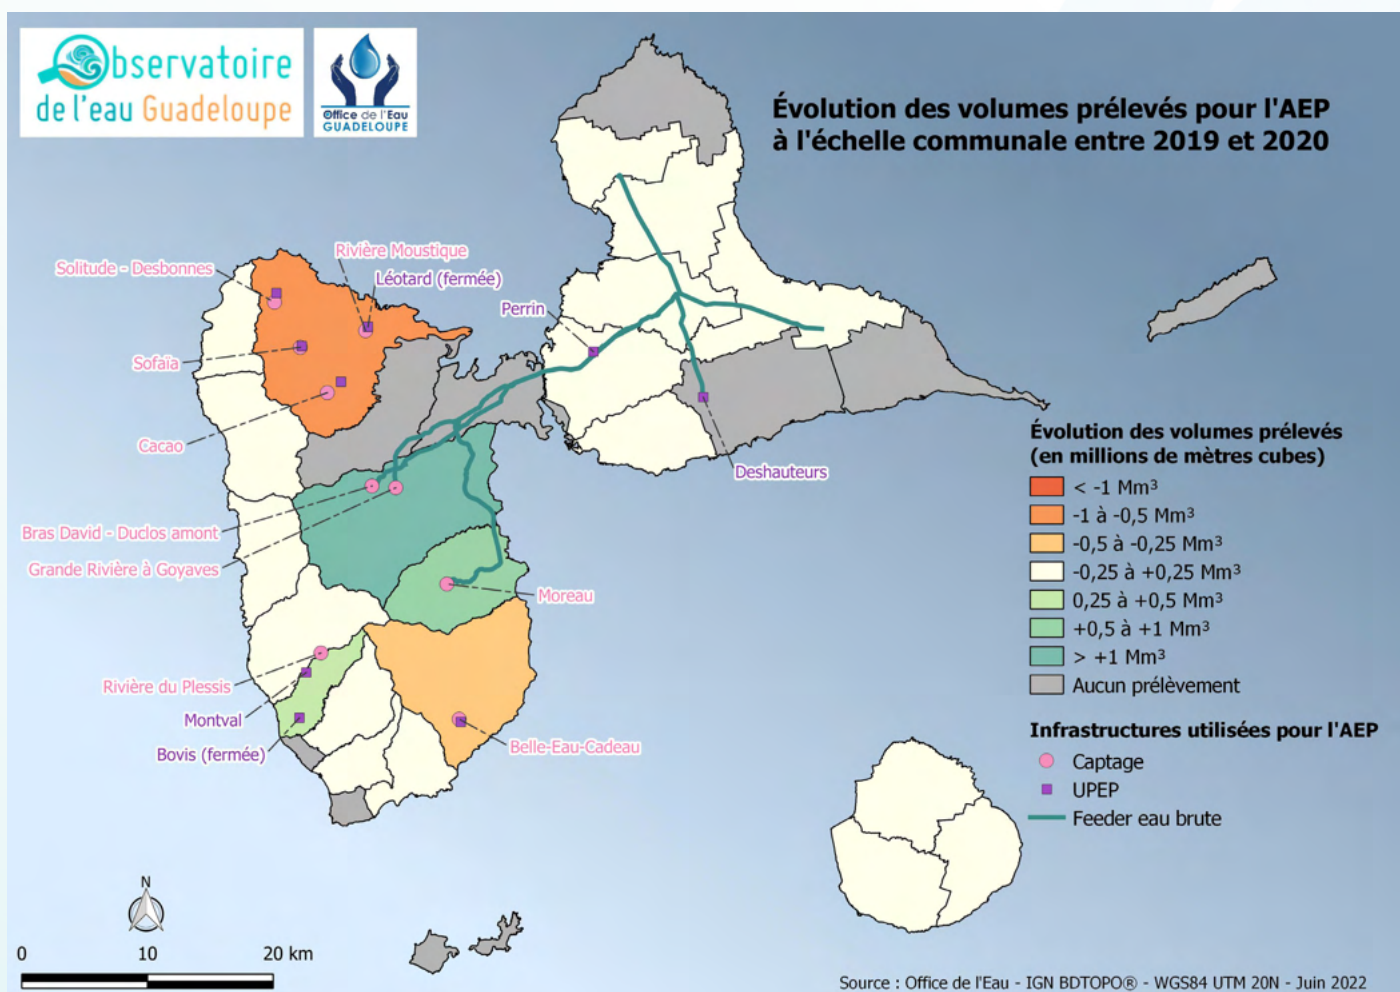 Observatoire
de l'eau Guadeloupe
Office de l'Eau
GUADELOUPE
Évolution des volumes prélevés pour l'AEP
à l'échelle communale entre 2019 et 2020
Rivière Moustique
Solitude - Desbonnes
Léotard (fermée)
Perrin
Sofaïa
Cacao
Deshauteurs
Bras David - Duclos amont
Grande Rivière à Goyaves
Moreau
Rivière du Plessis
Montval
Bovis (fermée)
Belle-Eau-Cadeau
Évolution des volumes prélevés
(en millions de mètres cubes)
< -1 Mm³
-1 à -0,5 Mm³
-0,5 à -0,25 Mm³
-0,25 à +0,25 Mm³
0,25 à +0,5 Mm³
+0,5 à +1 Mm³
> +1 Mm³
Aucun prélèvement
Infrastructures utilisées pour l'AEP
Captage
UPEP
Feeder eau brute
N
0 10 20 km
Source : Office de l'Eau - IGN BDTOPO® - WGS84 UTM 20N - Juin 2022